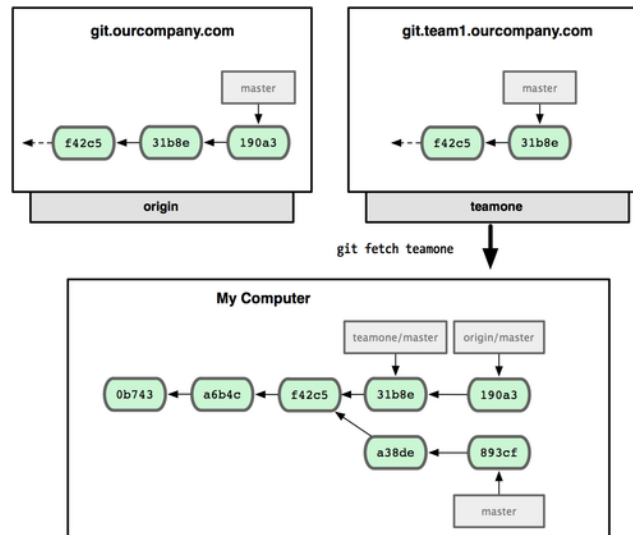 git.ourcompany.com
master
f42c5 31b8e 190a3
origin
git.team1.ourcompany.com
master
f42c5 31b8e
teamone
git fetch teamone
My Computer
teamone/master origin/master
0b743 a6b4c f42c5 31b8e 190a3
a38de 893cf
master